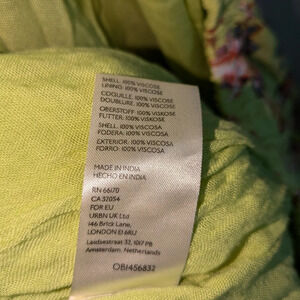 SHELL: 100% VISCOSE
LINING: 100% VISCOSE
COQUILLE: 100% VISCOSE
DOUBLURE: 100% VISCOSE
OBERSTOFF: 100% VISKOSE
FUTTER: 100% VISKOSE
SHELL: 100% VISCOSA
FODERA: 100% VISCOSA
EXTERIOR: 100% VISCOSA
FORRO: 100% VISCOSA
MADE IN INDIA
HECHO EN INDIA
RN 66170
CA 37054
FOR EU
URBN UK Ltd
146 Brick Lane,
LONDON E1 6RU
Leidsestraat 32, 1017 PB
Amsterdam, Netherlands
OB1456832